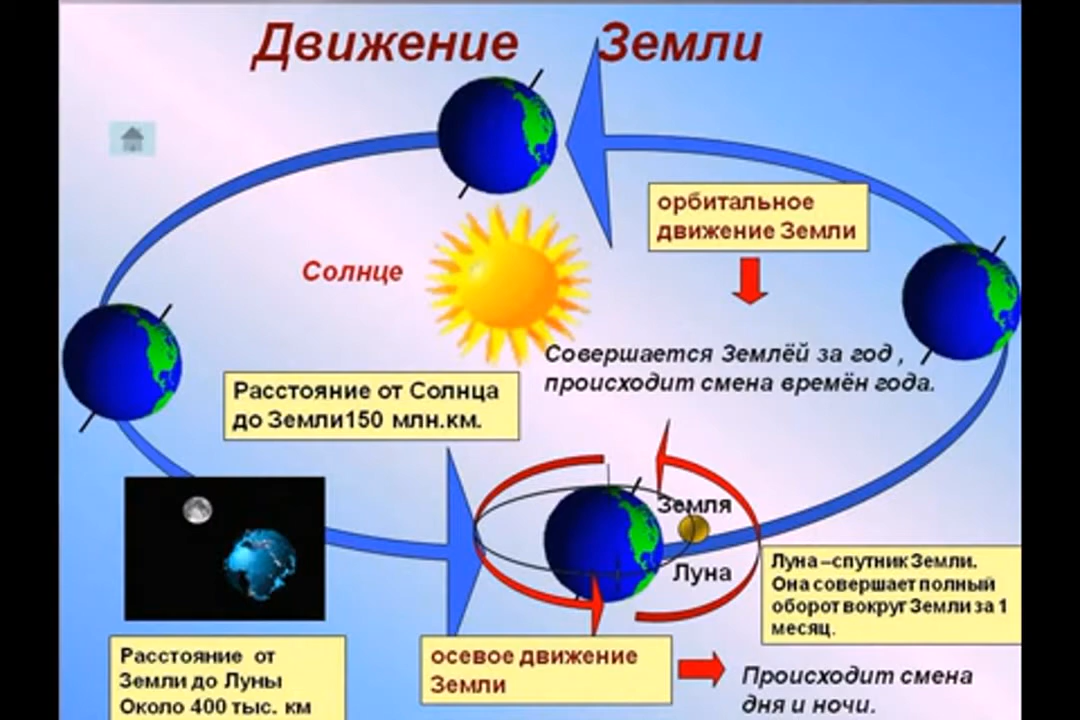 Движение Земли
орбитальное
движение Земли
Солнце
Совершается Землёй за год ,
происходит смена времён года.
Расстояние от Солнца
до Земли150 млн.км.
Земля
Луна
Луна –спутник Земли.
Она совершает полный
оборот вокруг Земли за 1
месяц.
Расстояние от
Земли до Луны
Около 400 тыс. км
осевое движение
Земли
Происходит смена
дня и ночи.